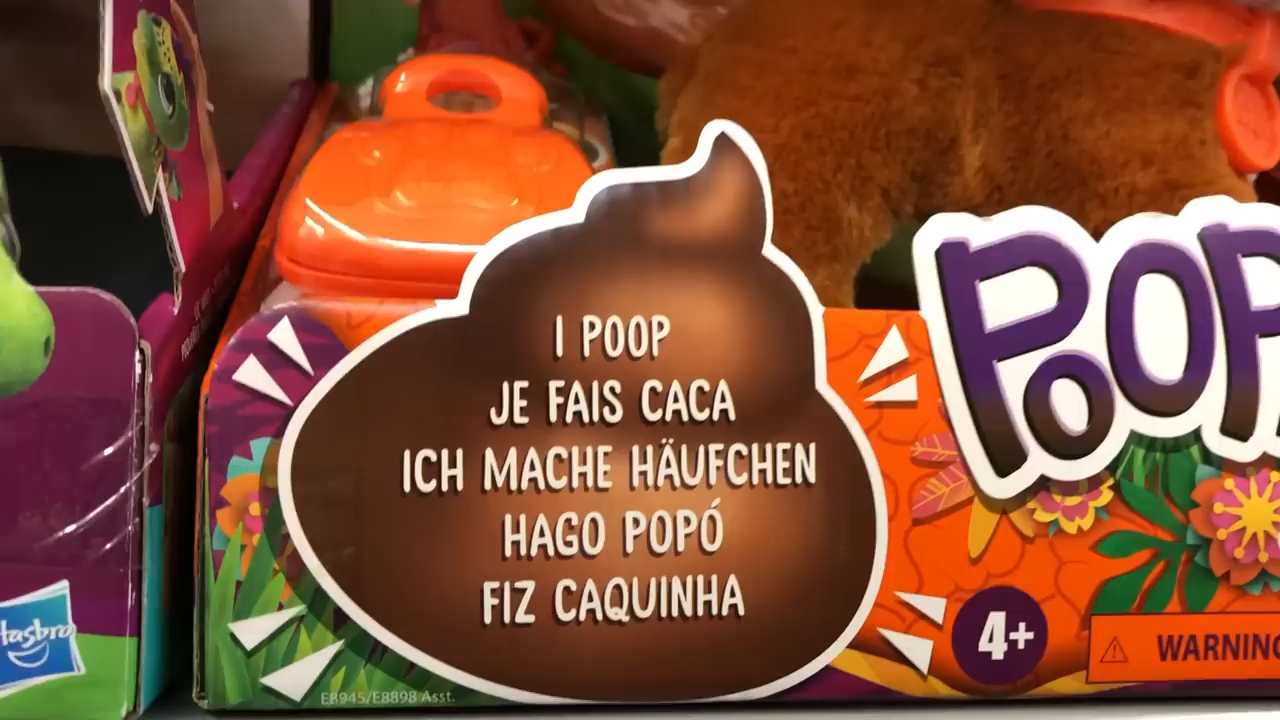 I POOP
JE FAIS CACA
ICH MACHE HÄUFCHEN
HAGO POPÓ
FIZ CAQUINHA
POOP
4+
WARNING
Hasbro
E8945/E8898 Asst.